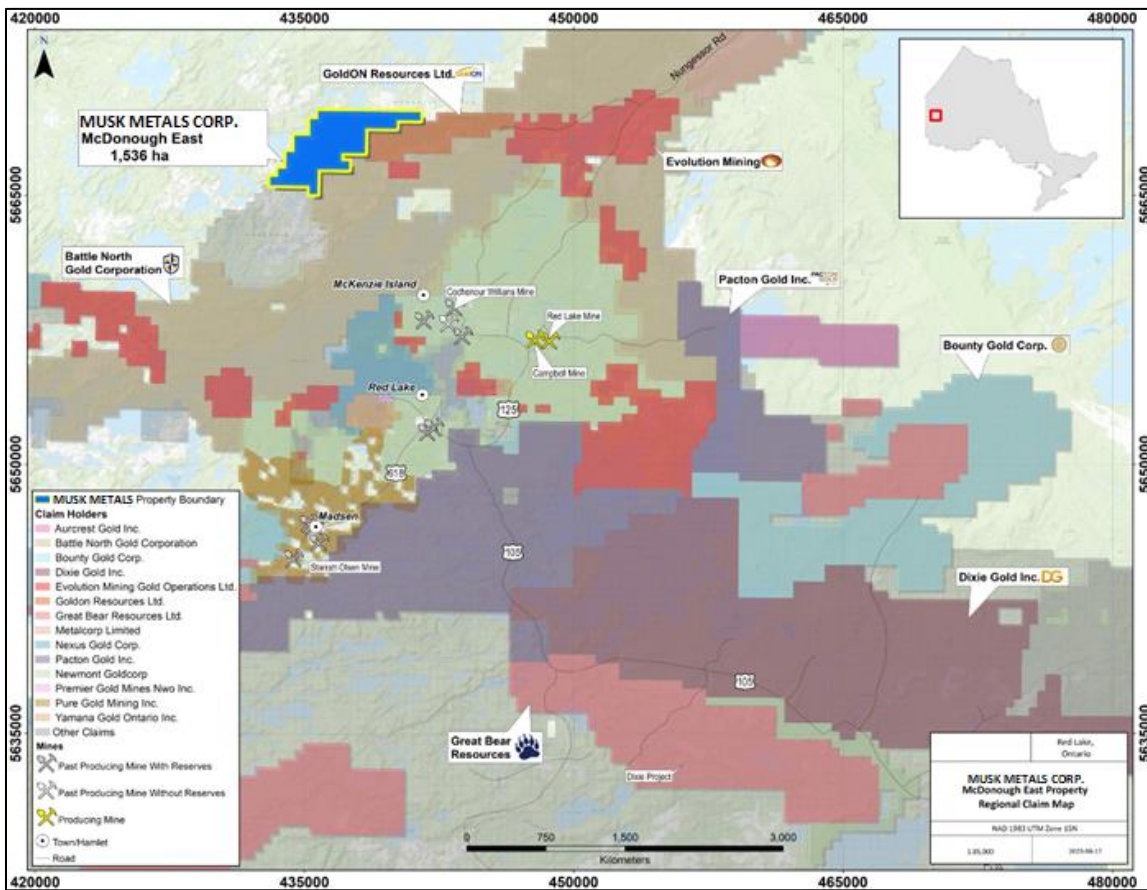 420000 435000 450000 465000 480000
N
GoldON Resources Ltd.
Nungessor Rd
MUSK METALS CORP.
McDonough East
1,536 ha
Evolution Mining
5665000 5665000
Battle North
Gold Corporation
McKenzie Island
Cochenour Willians Mine
Pacton Gold Inc.
Red Lake Mine
Bounty Gold Corp.
Campbell Mine
Red Lake
125
5650000 5650000
618
Madsen
105
Starratt Olsen Mine
Dixie Gold Inc. DG
105
Great Bear
Resources
Dixie Project
5635000 5635000
MUSK METALS Property Boundary
Claim Holders
Aurcrest Gold Inc.
Battle North Gold Corporation
Bounty Gold Corp.
Dixie Gold Inc.
Evolution Mining Gold Operations Ltd.
Goldon Resources Ltd.
Great Bear Resources Ltd.
Metalcorp Limited
Nexus Gold Corp.
Pacton Gold Inc.
Newmont Goldcorp
Premier Gold Mines Nwo Inc.
Pure Gold Mining Inc.
Yamana Gold Ontario Inc.
Other Claims
Mines
Past Producing Mine With Reserves
Past Producing Mine Without Reserves
Producing Mine
Town/Hamlet
Road
0 750 1,500 3,000
Kilometers
Red Lake,
Ontario
MUSK METALS CORP.
McDonough East Property
Regional Claim Map
NAD 1983 UTM Zone 15N
420000 435000 450000 465000 480000